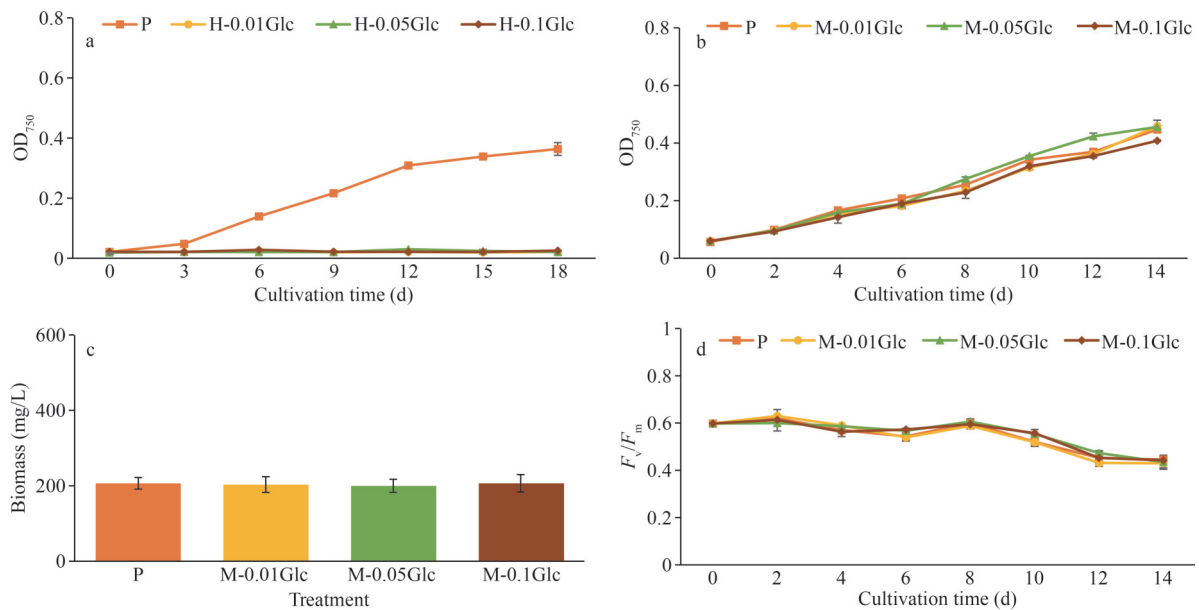 P H-0.01Glc H-0.05Glc H-0.1Glc
a
0.8
0.6
0.4
0.2
0
OD750
0 3 6 9 12 15 18
Cultivation time (d)
P M-0.01Glc M-0.05Glc M-0.1Glc
b
0.8
0.6
0.4
0.2
0
OD750
0 2 4 6 8 10 12 14
Cultivation time (d)
c
600
400
200
0
Biomass (mg/L)
P M-0.01Glc M-0.05Glc M-0.1Glc
Treatment
P M-0.01Glc M-0.05Glc M-0.1Glc
d
1
0.8
0.6
0.4
0.2
0
Fv/Fm
0 2 4 6 8 10 12 14
Cultivation time (d)